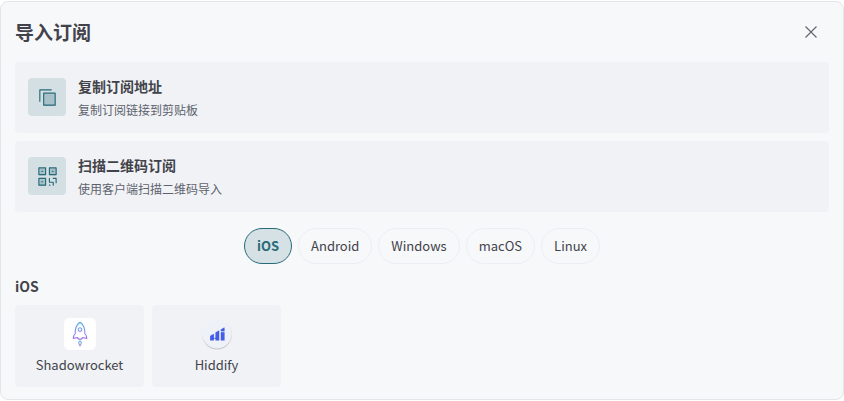 导入订阅
复制订阅地址
复制订阅链接到剪贴板
扫描二维码订阅
使用客户端扫描二维码导入
iOS Android Windows macOS Linux
iOS
Shadowrocket Hiddify